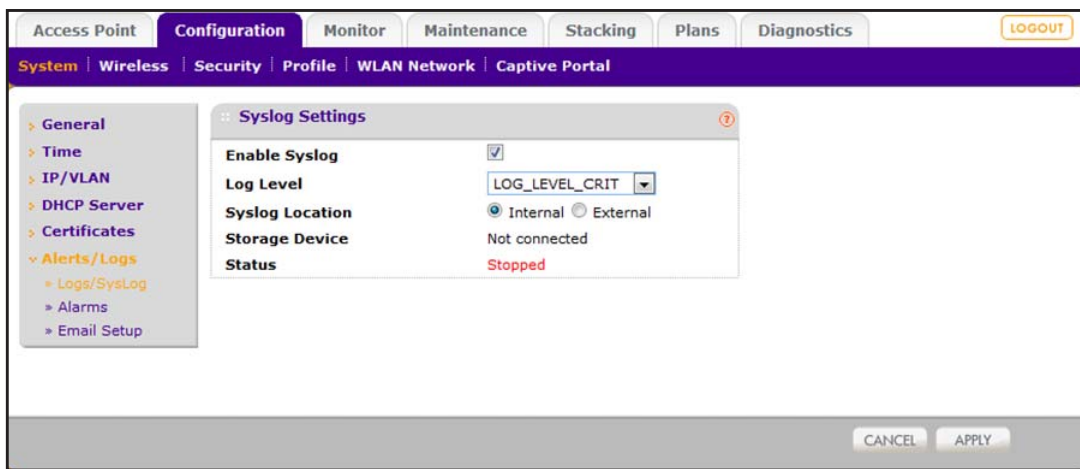 Access Point Configuration Monitor Maintenance Stacking Plans Diagnostics LOGOUT
System Wireless Security Profile WLAN Network Captive Portal
General
Time
IP/VLAN
DHCP Server
Certificates
Alerts/Logs
» Logs/SysLog
» Alarms
» Email Setup
Syslog Settings ?
Enable Syslog
Log Level LOG_LEVEL_CRIT
Syslog Location Internal External
Storage Device Not connected
Status Stopped
CANCEL APPLY